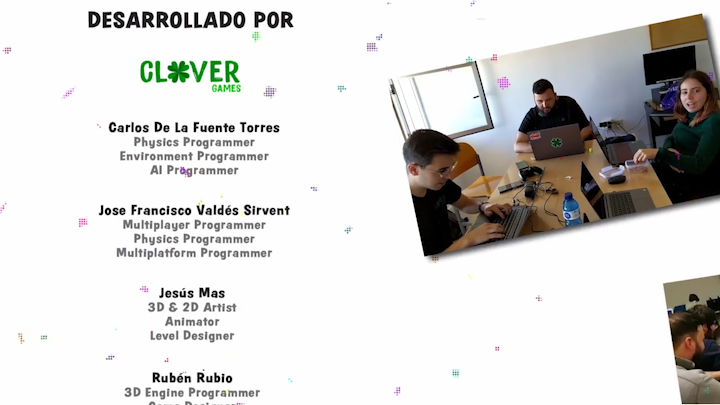 DESARROLLADO POR
CLOVER
GAMES
Carlos De La Fuente Torres
Physics Programmer
Environment Programmer
AI Programmer
Jose Francisco Valdés Sirvent
Multiplayer Programmer
Physics Programmer
Multiplatform Programmer
Jesús Mas
3D & 2D Artist
Animator
Level Designer
Rubén Rubio
3D Engine Programmer